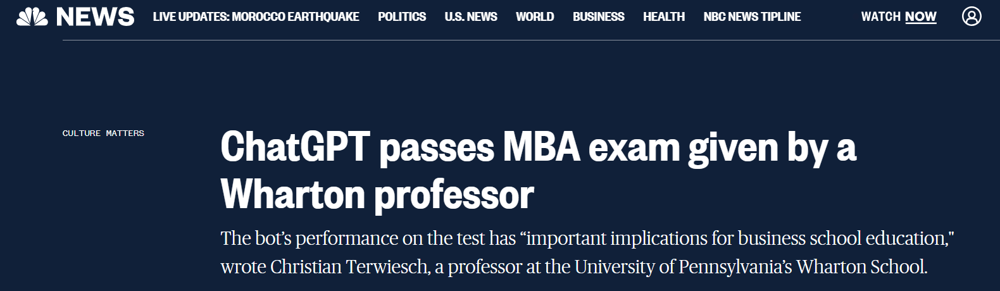 NEWS LIVE UPDATES: MOROCCO EARTHQUAKE POLITICS U.S. NEWS WORLD BUSINESS HEALTH NBC NEWS TIPLINE WATCH NOW
CULTURE MATTERS
ChatGPT passes MBA exam given by a
Wharton professor
The bot’s performance on the test has “important implications for business school education,"
wrote Christian Terwiesch, a professor at the University of Pennsylvania’s Wharton School.